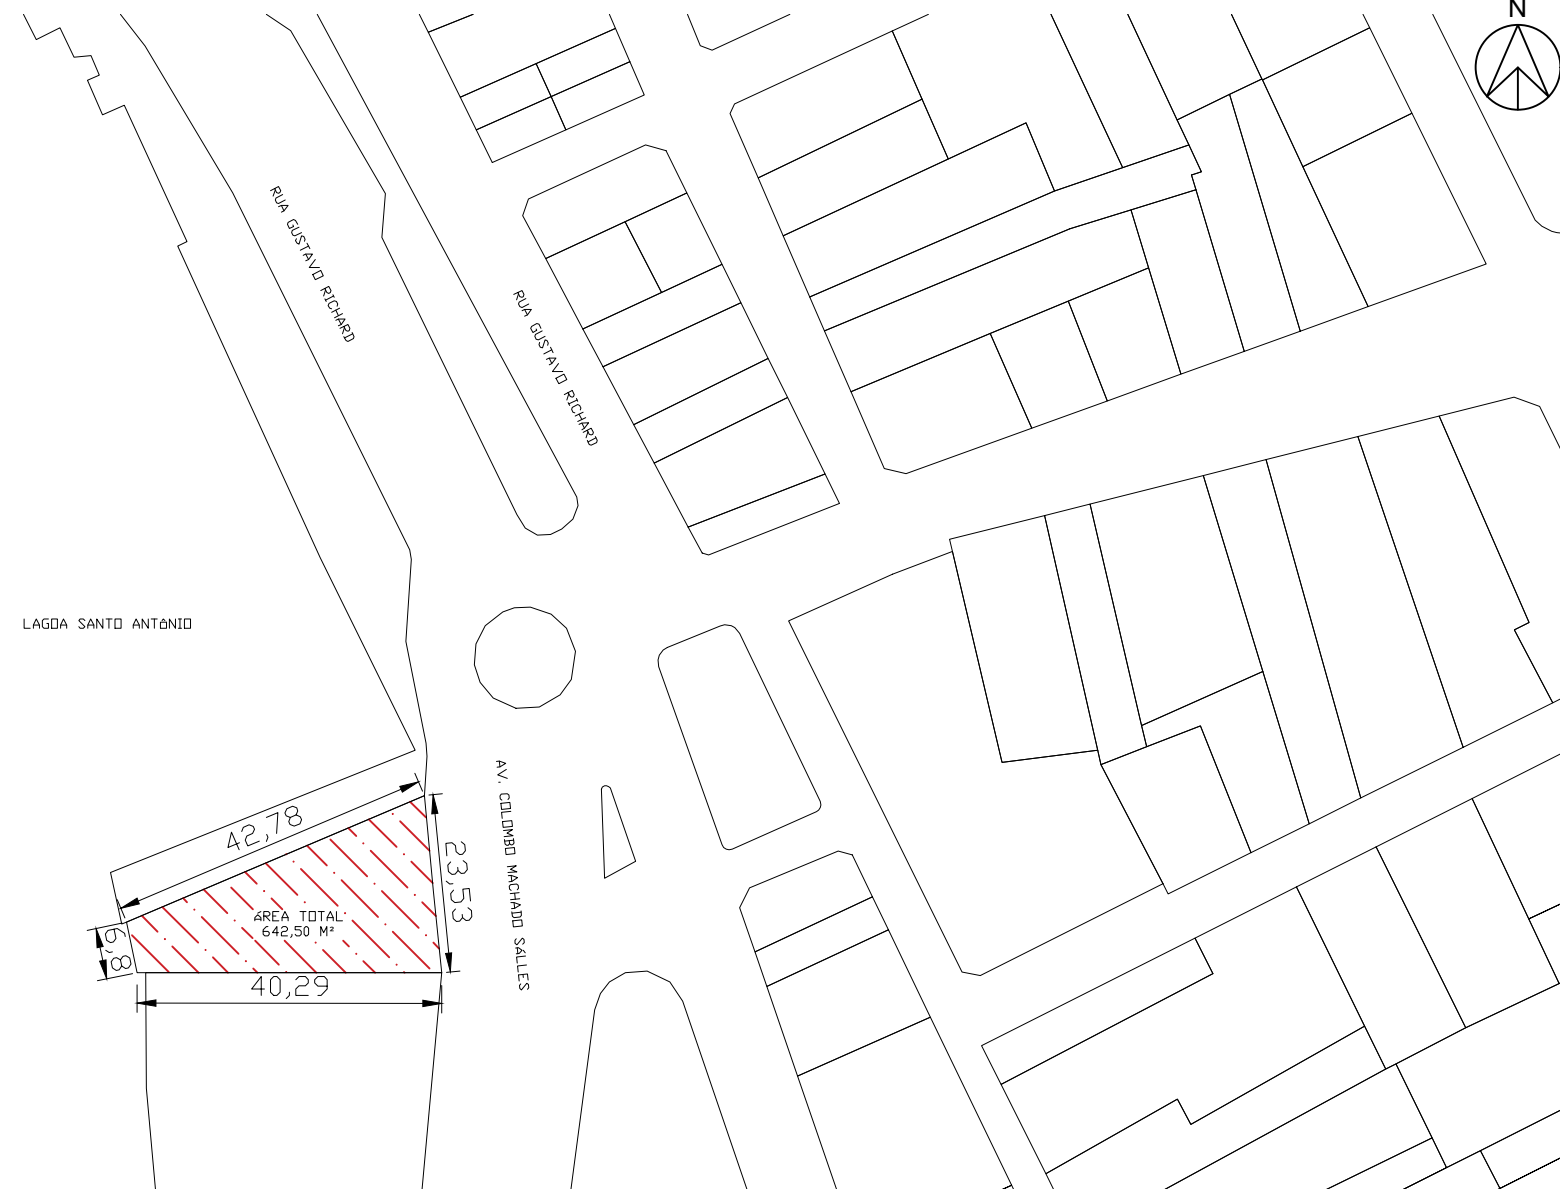 N
RUA GUSTAVO RICHARD
RUA GUSTAVO RICHARD
LAGOA SANTO ANTÔNIO
AV. COLOMBO MACHADO SALLES
42,78
23,53
ÁREA TOTAL
642,50 M²
6,8
40,29